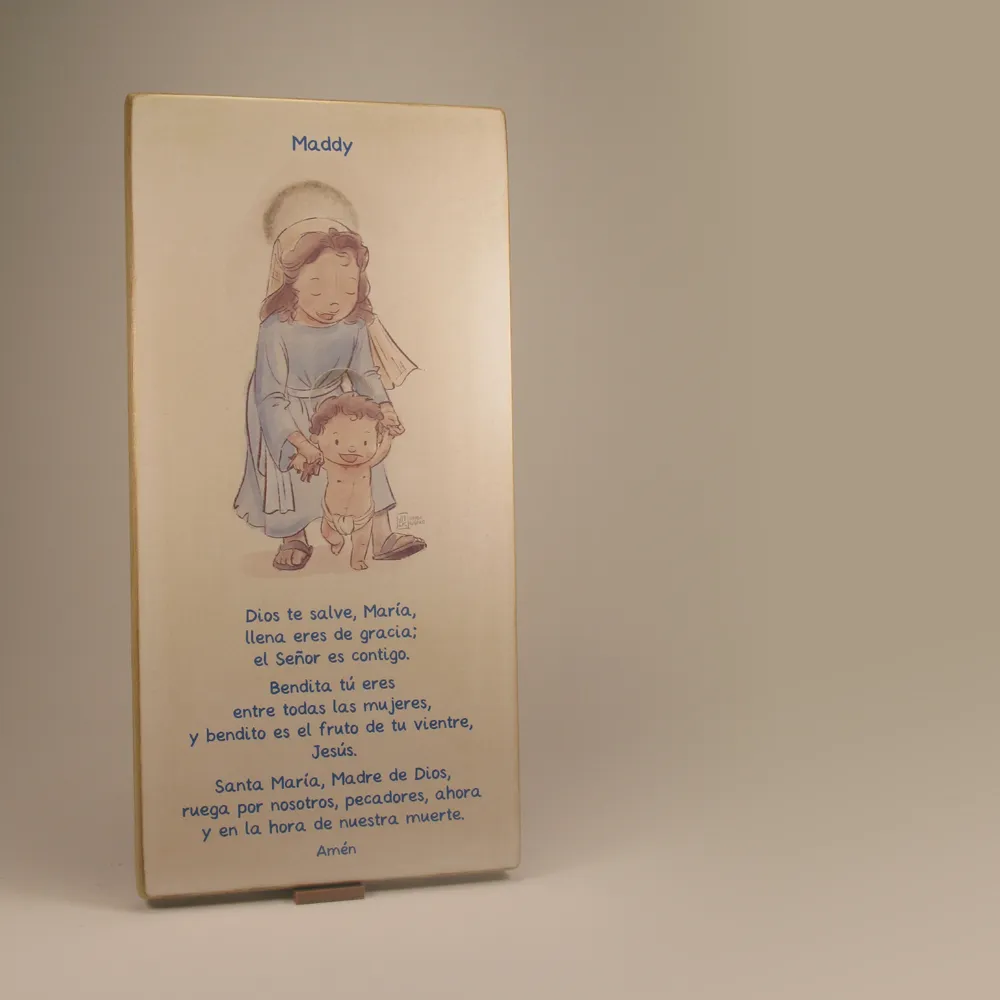 Maddy
Dios te salve, María,
llena eres de gracia;
el Señor es contigo.
Bendita tú eres
entre todas las mujeres,
y bendito es el fruto de tu vientre,
Jesús.
Santa María, Madre de Dios,
ruega por nosotros, pecadores, ahora
y en la hora de nuestra muerte.
Amén